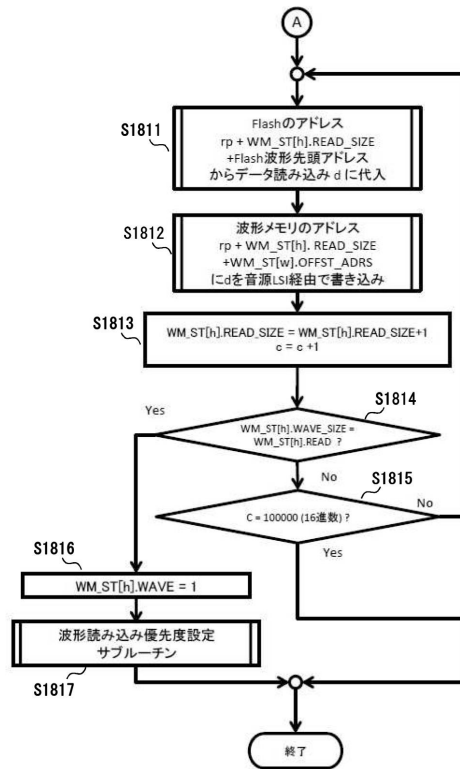 A
S1811
Flashのアドレス
rp + WM_ST[h].READ_SIZE
+Flash波形先頭アドレス
からデータ読み込み d に代入
S1812
波形メモリのアドレス
rp + WM_ST[h]. READ_SIZE
+WM_ST[w].OFFST_ADRS
にdを音源LSI経由で書き込み
S1813
WM_ST[h].READ_SIZE = WM_ST[h].READ_SIZE+1
c = c +1
S1814
Yes
WM_ST[h].WAVE_SIZE =
WM_ST[h].READ ?
No
S1815
C = 100000 (16進数) ?
No
Yes
S1816
WM_ST[h].WAVE = 1
波形読み込み優先度設定
サブルーチン
S1817
終了